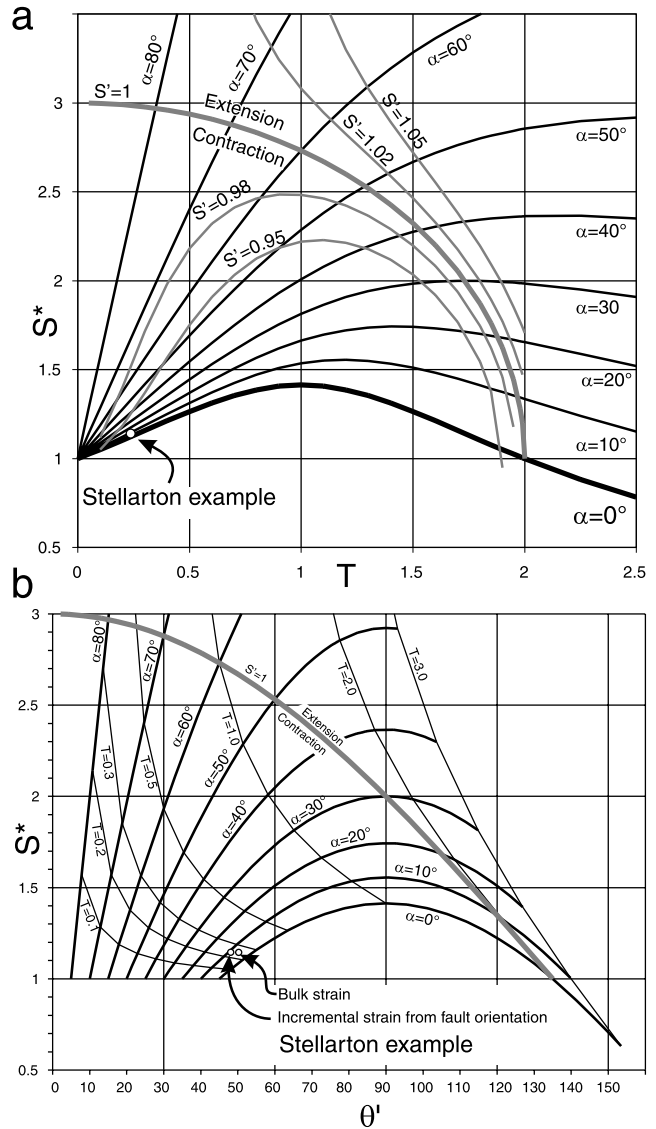 a
S'=1
α=80°
α=70°
Extension
Contraction
α=60°
S'=1.02
S'=1.05
α=50°
S'=0.98
S'=0.95
α=40°
α=30
α=20°
α=10°
α=0°
Stellarton example
S*
3
2.5
2
1.5
1
0.5
0
0.5
1
1.5
2
2.5
T
b
α=80°
α=70°
α=60°
α=50°
α=40°
α=30°
α=20°
α=10°
α=0°
S'=1
Extension
Contraction
T=2.0
T=3.0
T=1.0
T=0.5
T=0.3
T=0.2
T=0.1
Bulk strain
Incremental strain from fault orientation
Stellarton example
S*
3
2.5
2
1.5
1
0.5
0
10
20
30
40
50
60
70
80
90
100
110
120
130
140
150
θ'